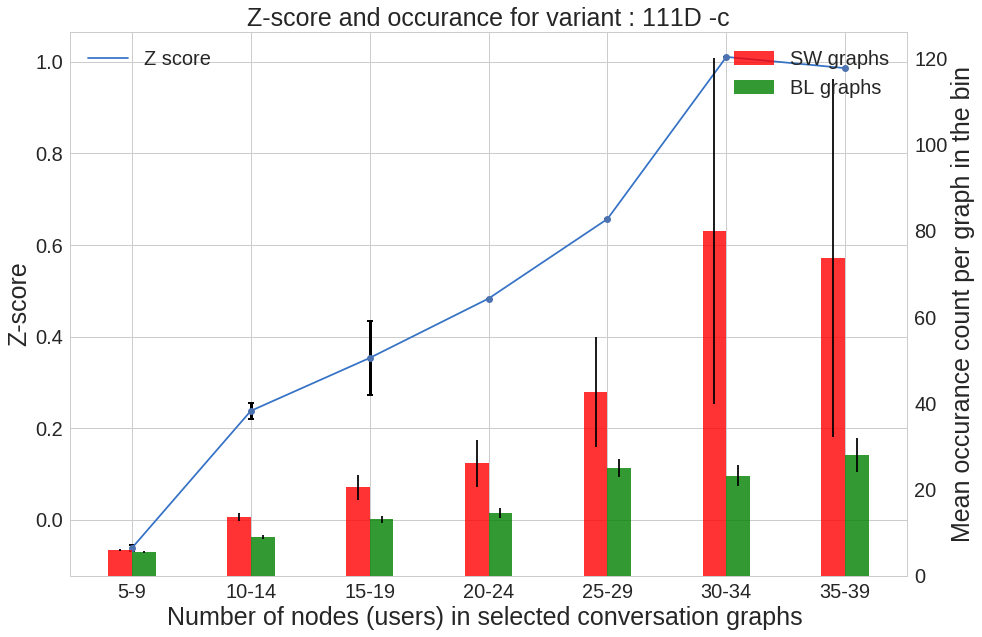 Z-score and occurance for variant : 111D -c
Z score
SW graphs
BL graphs
1.0
0.8
0.6
0.4
0.2
0.0
Z-score
120
100
80
60
40
20
0
Mean occurance count per graph in the bin
5-9 10-14 15-19 20-24 25-29 30-34 35-39
Number of nodes (users) in selected conversation graphs